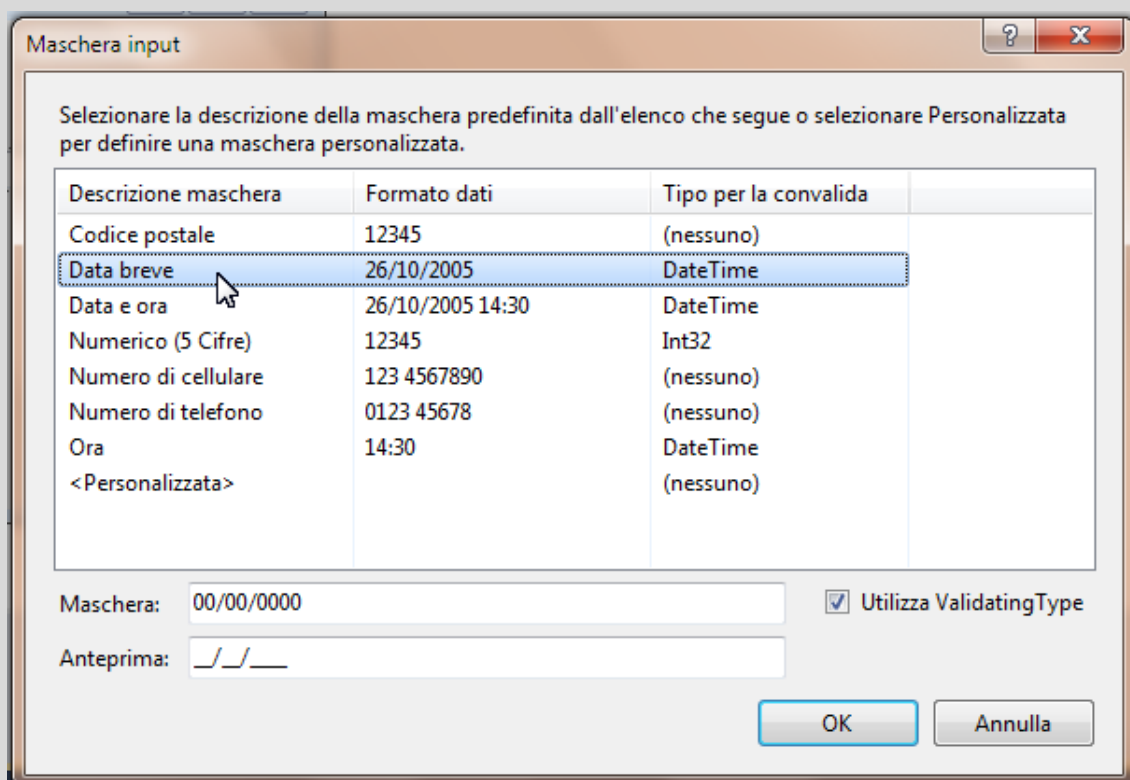 Maschera input
Selezionare la descrizione della maschera predefinita dall'elenco che segue o selezionare Personalizzata
per definire una maschera personalizzata.
Descrizione maschera Formato dati Tipo per la convalida
Codice postale 12345 (nessuno)
Data breve 26/10/2005 DateTime
Data e ora 26/10/2005 14:30 DateTime
Numerico (5 Cifre) 12345 Int32
Numero di cellulare 123 4567890 (nessuno)
Numero di telefono 0123 45678 (nessuno)
Ora 14:30 DateTime
<Personalizzata> (nessuno)
Maschera: 00/00/0000 Utilizza ValidatingType
Anteprima: __/__/____
OK Annulla